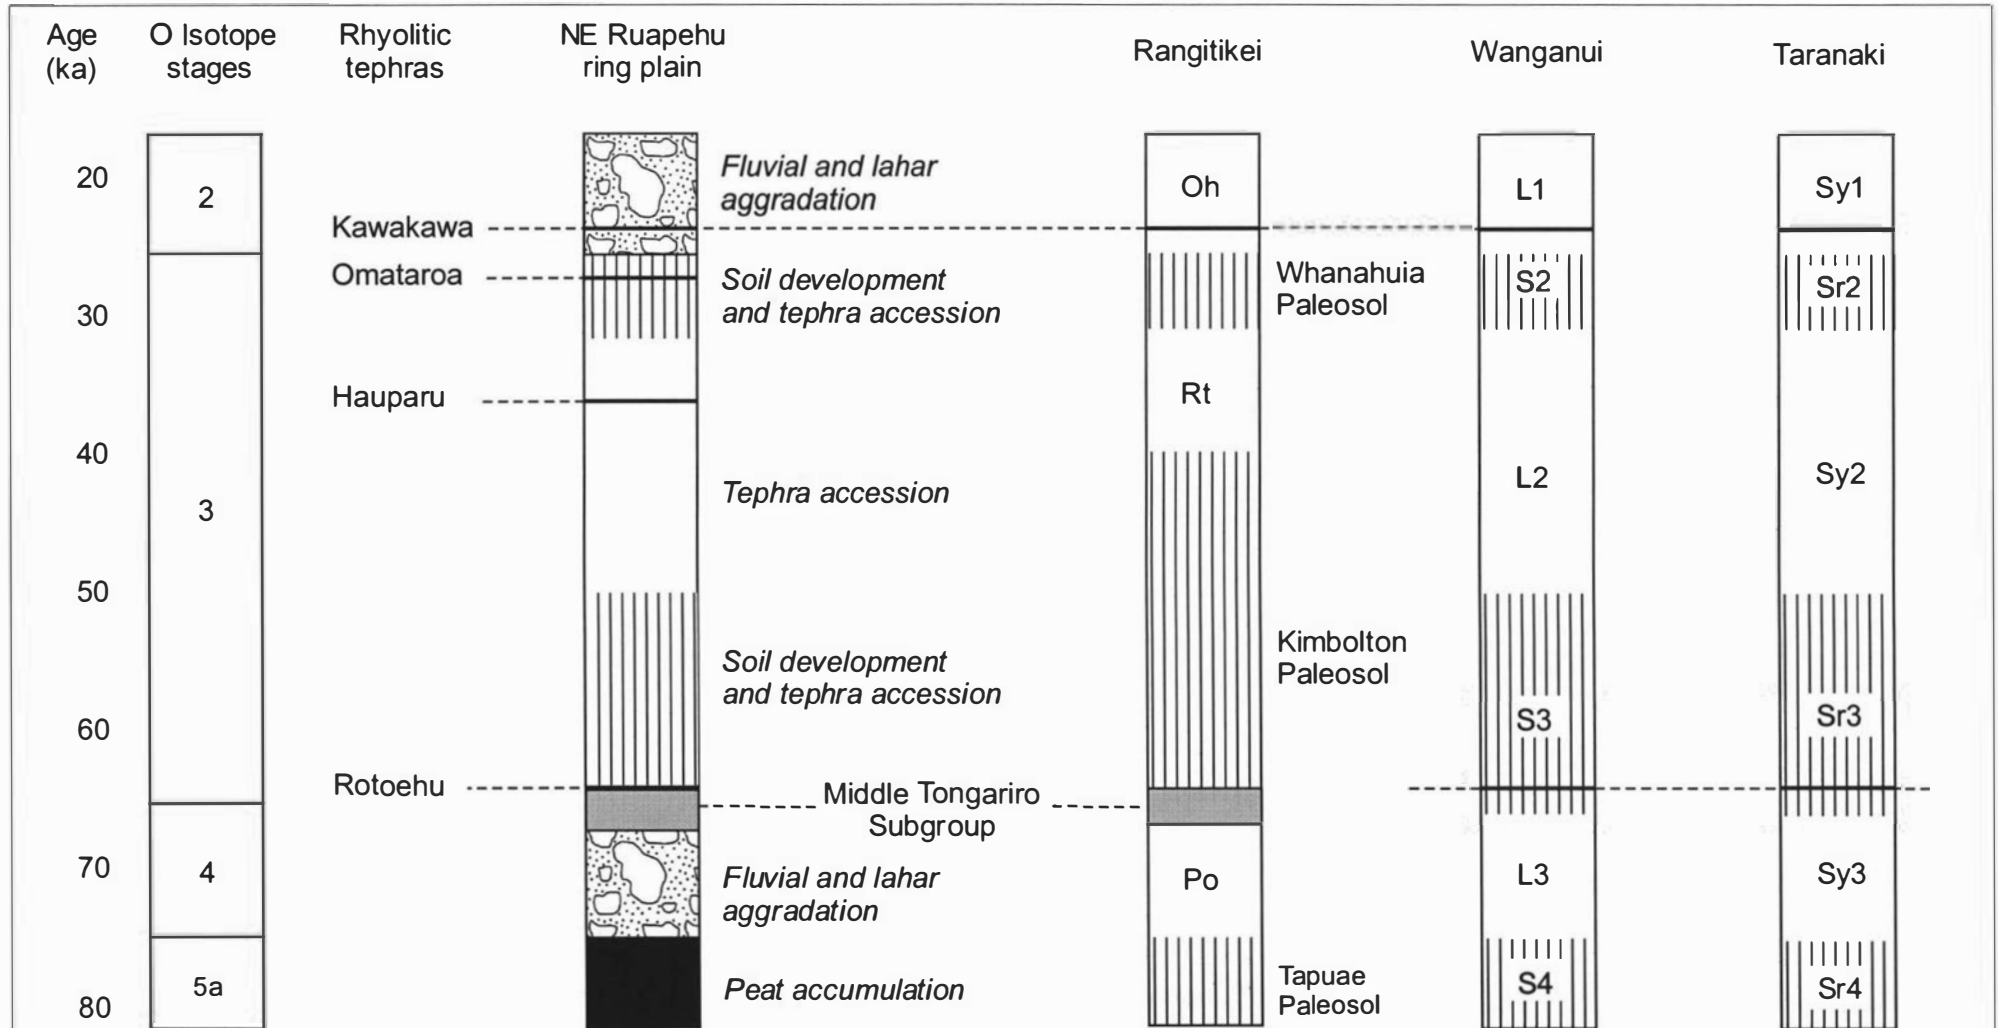 Age
(ka)
O Isotope
stages
Rhyolitic
tephras
NE Ruapehu
ring plain
Rangitikei
Wanganui
Taranaki
20
30
40
50
60
70
80
2
3
4
5a
Kawakawa
Omataroa
Hauparu
Rotoehu
Fluvial and lahar
aggradation
Soil development
and tephra accession
Tephra accession
Soil development
and tephra accession
Middle Tongariro
Subgroup
Fluvial and lahar
aggradation
Peat accumulation
Oh
Rt
Po
Whanahuia
Paleosol
Kimbolton
Paleosol
Tapuae
Paleosol
L1
S2
L2
S3
L3
S4
Sy1
Sr2
Sy2
Sr3
Sy3
Sr4